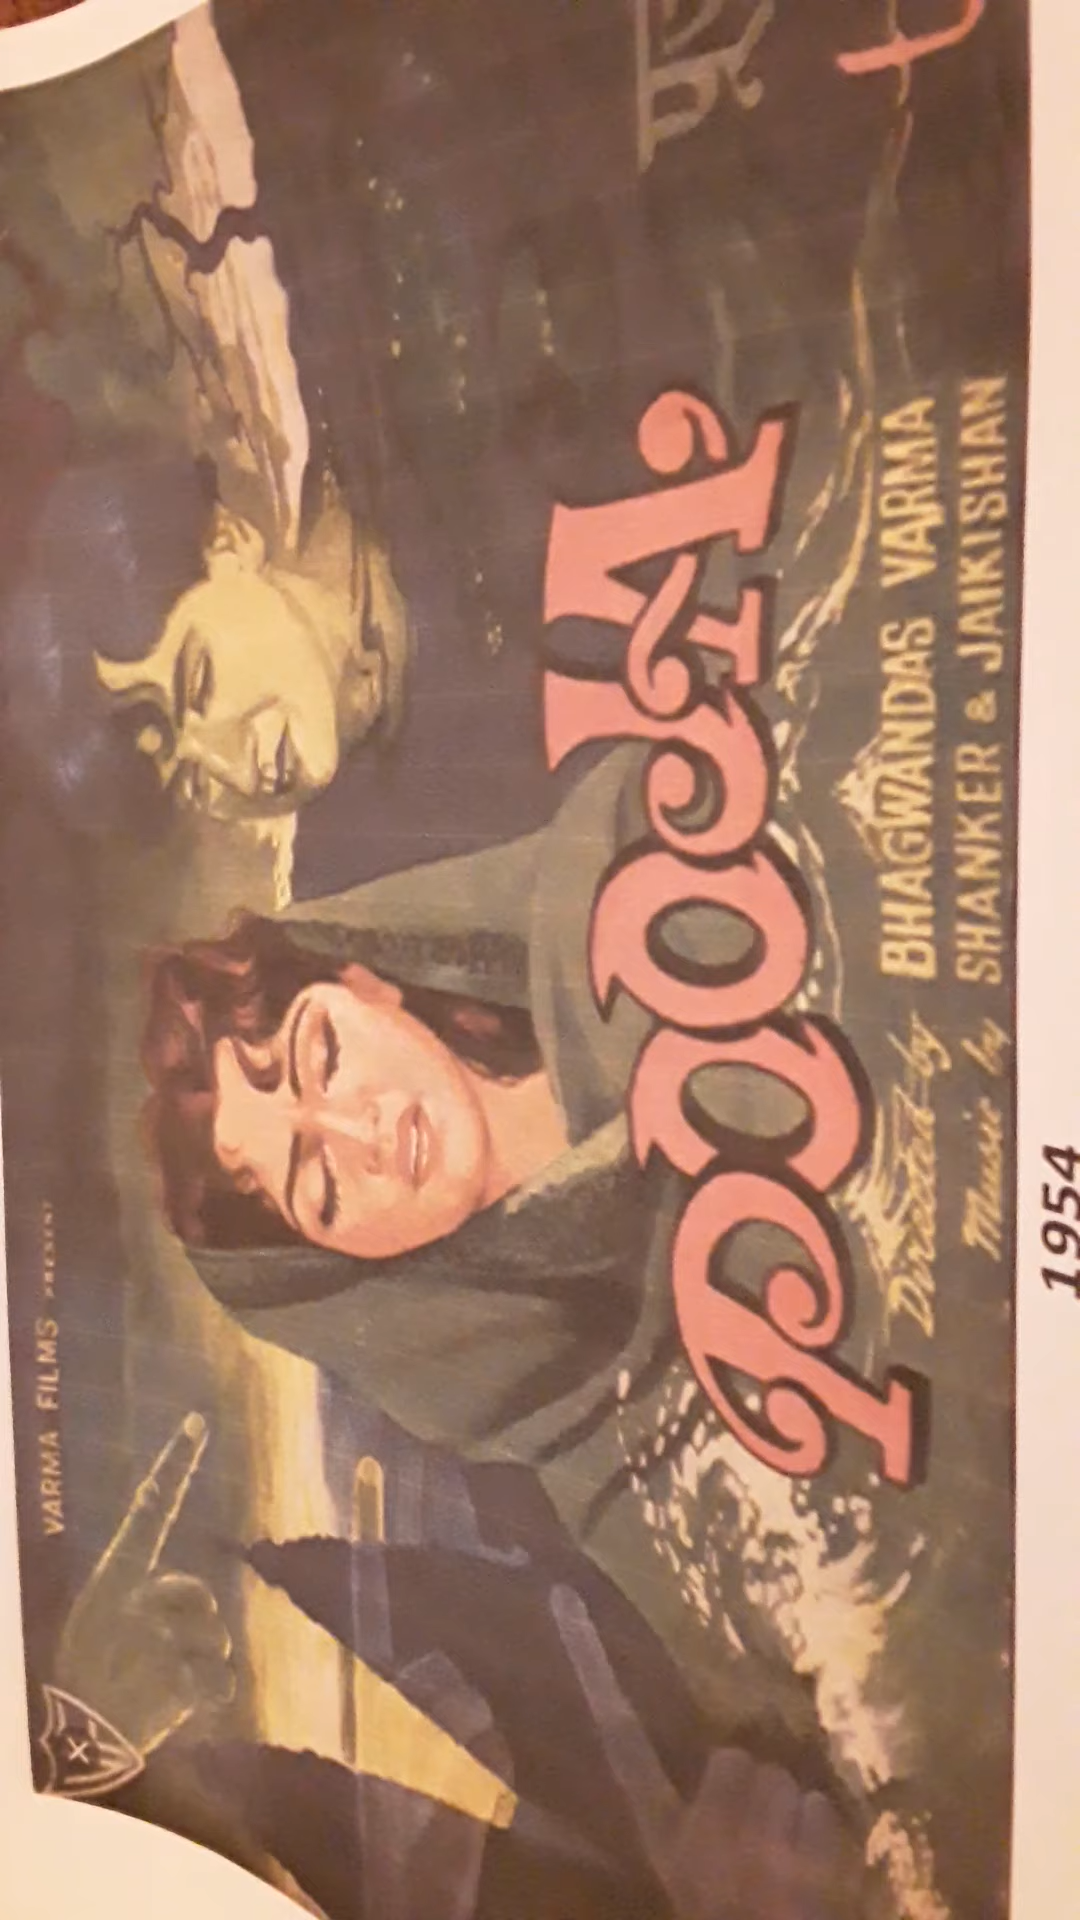 VARMA FILMS PRESENT
POOJA
Directed by BHAGWANDAS VARMA
Music by SHANKER & JAIKISHAN
1954